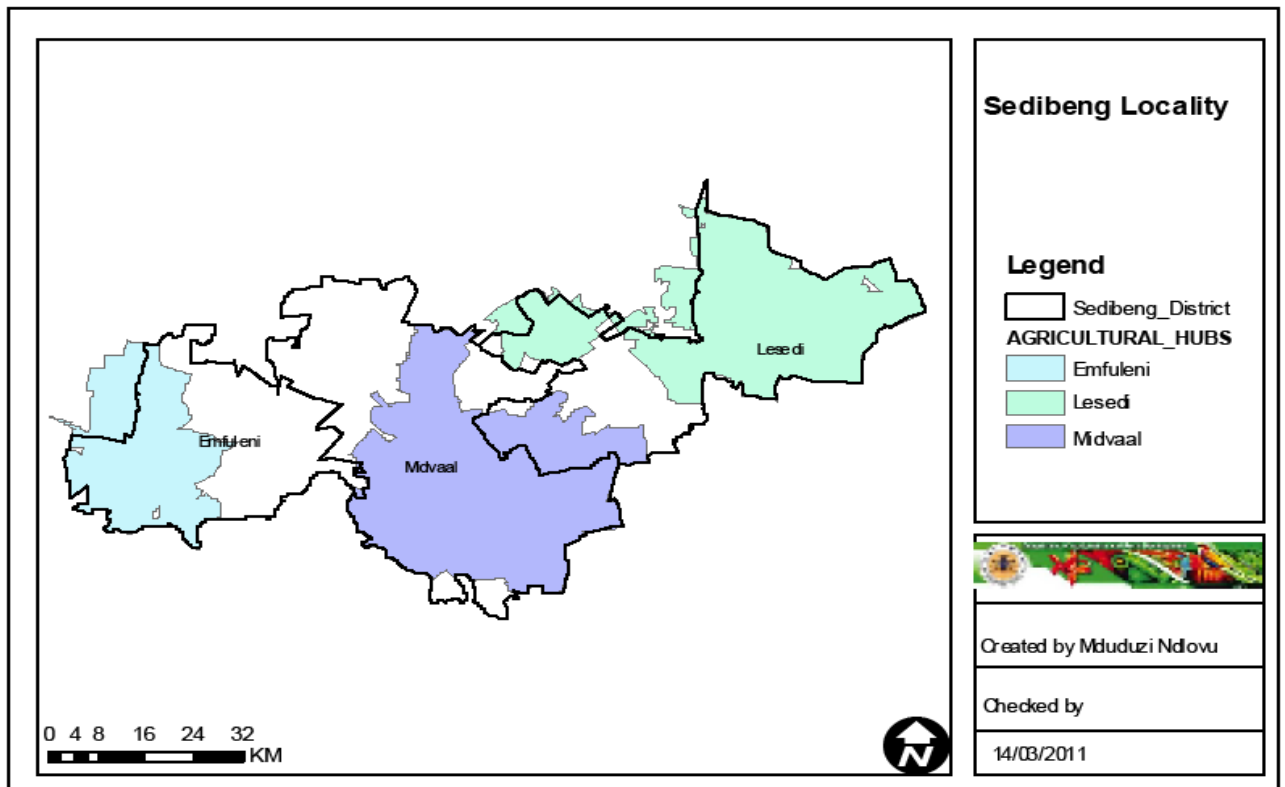 Sedibeng Locality
Legend
Sedibeng_District
AGRICULTURAL_HUBS
Emfuleni
Lesedi
Midvaal
Lesedi
Emfuleni
Midvaal
0 4 8 16 24 32
KM
N
Created by Mduduzi Ndlovu
Checked by
14/03/2011